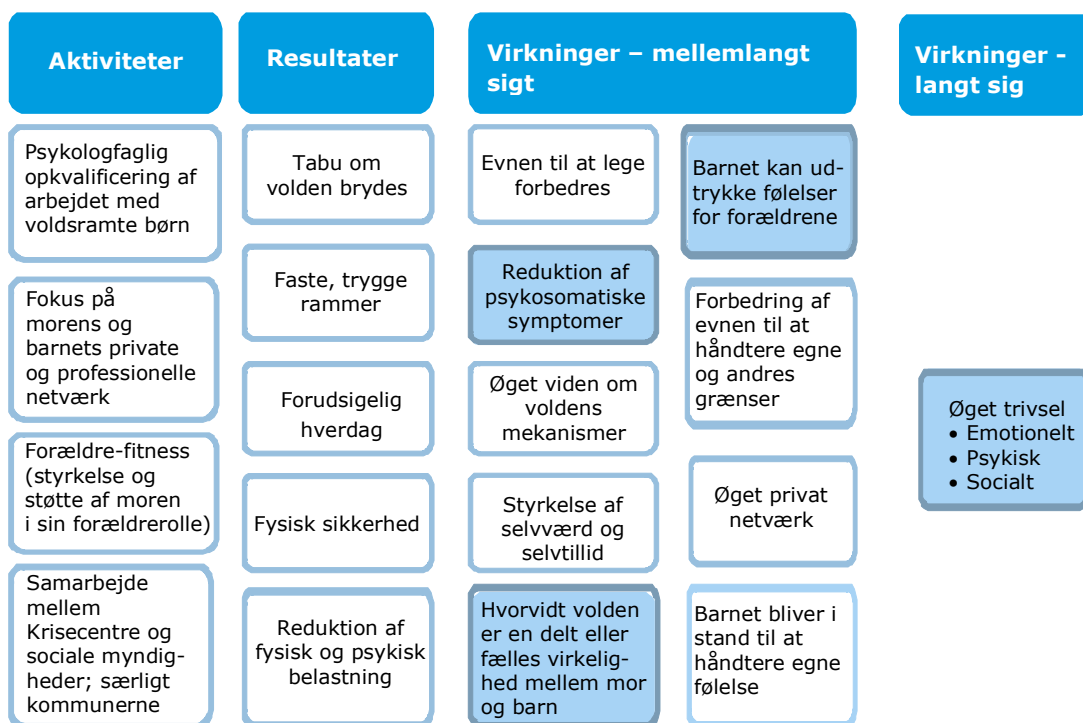 Aktiviteter
Resultater
Virkninger – mellemlangt
sigt
Virkninger -
langt sig
Psykologfaglig
opkvalificering af
arbejdet med
voldsramte børn
Fokus på
morens og
barnets private
og professionelle
netværk
Forældre-fitness
(styrkelse og
støtte af moren
i sin forældrerolle)
Samarbejde
mellem
Krisecentre og
sociale myndig-
heder; særligt
kommunerne
Tabu om
volden brydes
Faste, trygge
rammer
Forudsigelig
hverdag
Fysisk sikkerhed
Reduktion af
fysisk og psykisk
belastning
Evnen til at lege
forbedres
Reduktion af
psykosomatiske
symptomer
Øget viden om
voldens
mekanismer
Styrkelse af
selvværd og
selvtillid
Hvorvidt volden
er en delt eller
fælles virkelig-
hed mellem mor
og barn
Barnet kan ud-
trykke følelser
for forældrene
Forbedring af
evnen til at
håndtere egne
og andres
grænser
Øget privat
netværk
Barnet bliver i
stand til at
håndtere egne
følelse
Øget trivsel
• Emotionelt
• Psykisk
• Socialt